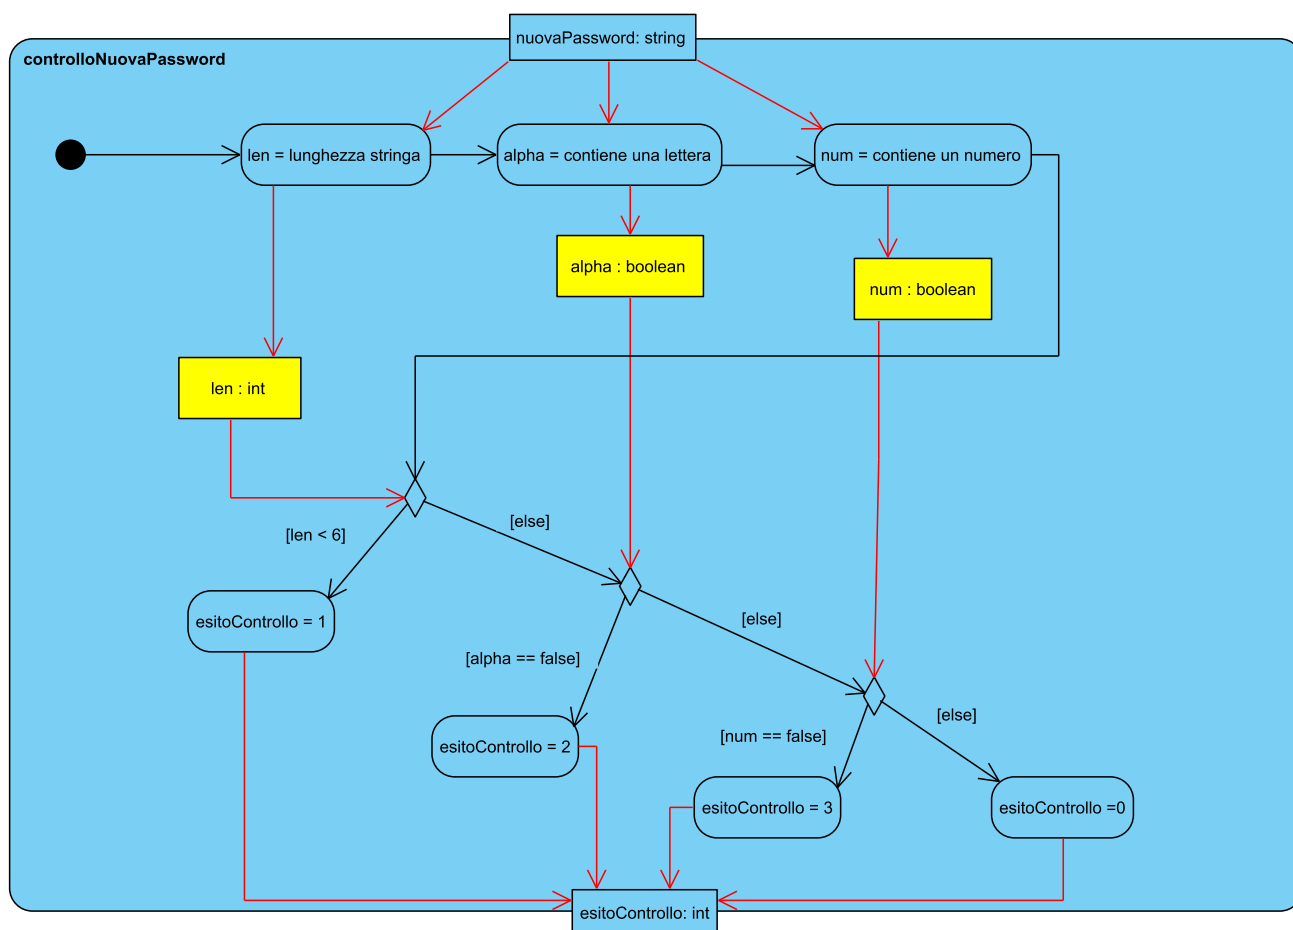 nuovaPassword: string
controlloNuovaPassword
len = lunghezza stringa
alpha = contiene una lettera
num = contiene un numero
alpha : boolean
num : boolean
len : int
[len < 6]
[else]
esitoControllo = 1
[else]
[alpha == false]
[else]
[num == false]
esitoControllo = 2
esitoControllo = 3
esitoControllo =0
esitoControllo: int